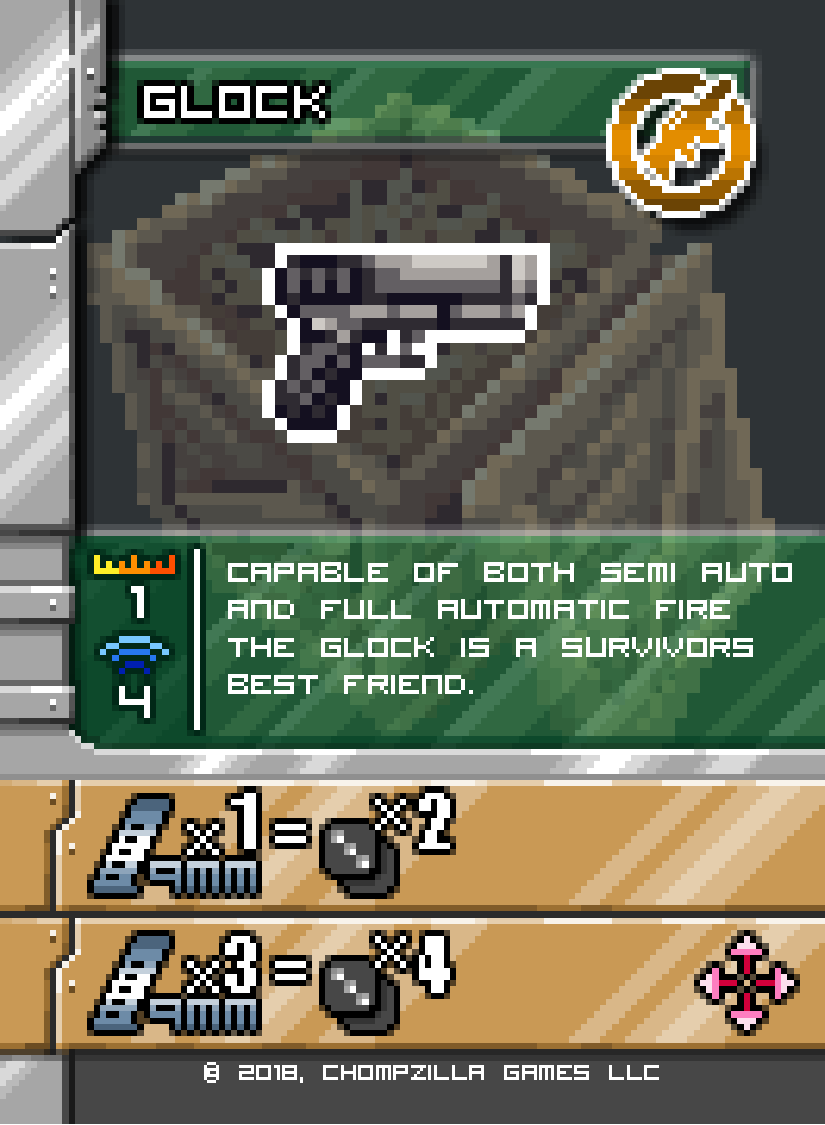 GLOCK
1
4
CAPABLE OF BOTH SEMI AUTO
AND FULL AUTOMATIC FIRE
THE GLOCK IS A SURVIVORS
BEST FRIEND.
9mm x1 = x2
9mm x3 = x4
© 2018, CHOMPZILLA GAMES LLC